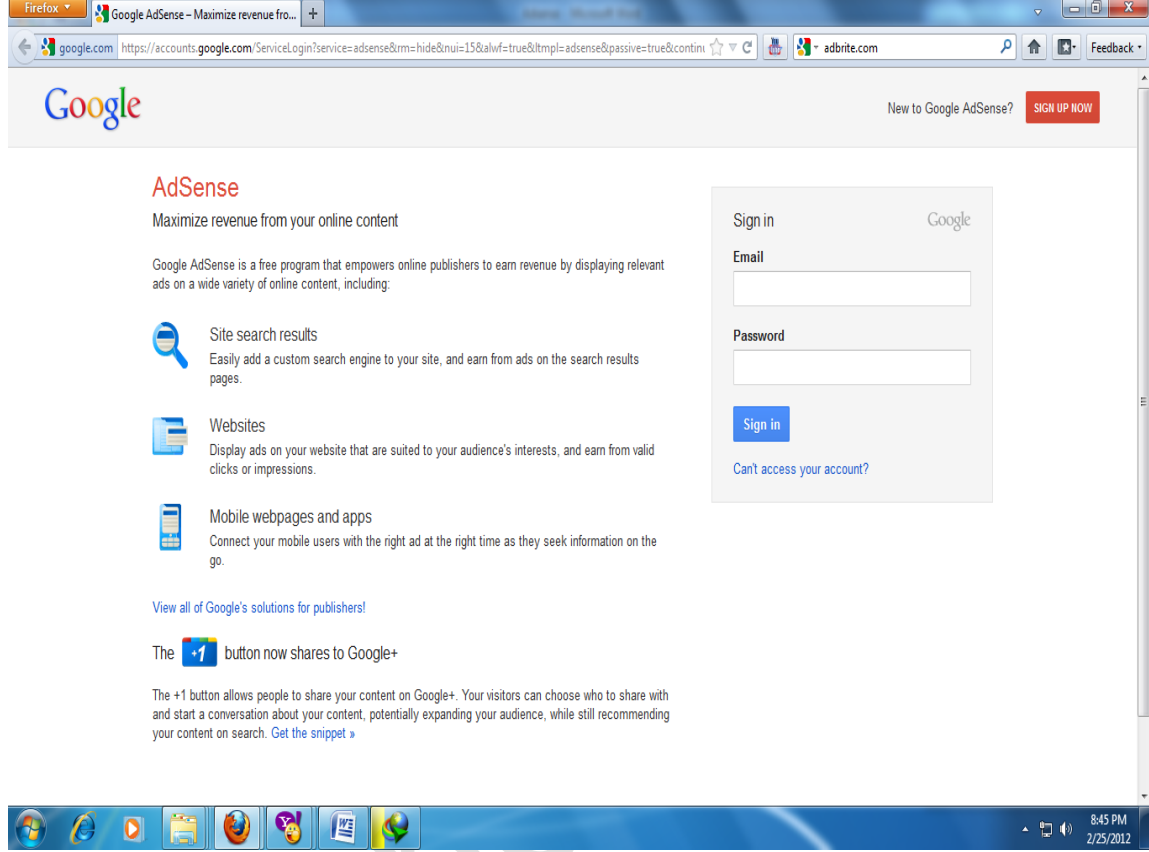 Firefox
Google AdSense – Maximize revenue fro...
google.com https://accounts.google.com/ServiceLogin?service=adsense&rm=hide&nui=15&alwf=true&ltmpl=adsense&passive=true&continu
adbrite.com
Feedback
Google
New to Google AdSense? SIGN UP NOW
AdSense
Maximize revenue from your online content
Google AdSense is a free program that empowers online publishers to earn revenue by displaying relevant
ads on a wide variety of online content, including:
Site search results
Easily add a custom search engine to your site, and earn from ads on the search results
pages.
Websites
Display ads on your website that are suited to your audience's interests, and earn from valid
clicks or impressions.
Mobile webpages and apps
Connect your mobile users with the right ad at the right time as they seek information on the
go.
View all of Google's solutions for publishers!
The +1 button now shares to Google+
The +1 button allows people to share your content on Google+. Your visitors can choose who to share with
and start a conversation about your content, potentially expanding your audience, while still recommending
your content on search. Get the snippet »
Sign in Google
Email
Password
Sign in
Can't access your account?
8:45 PM
2/25/2012